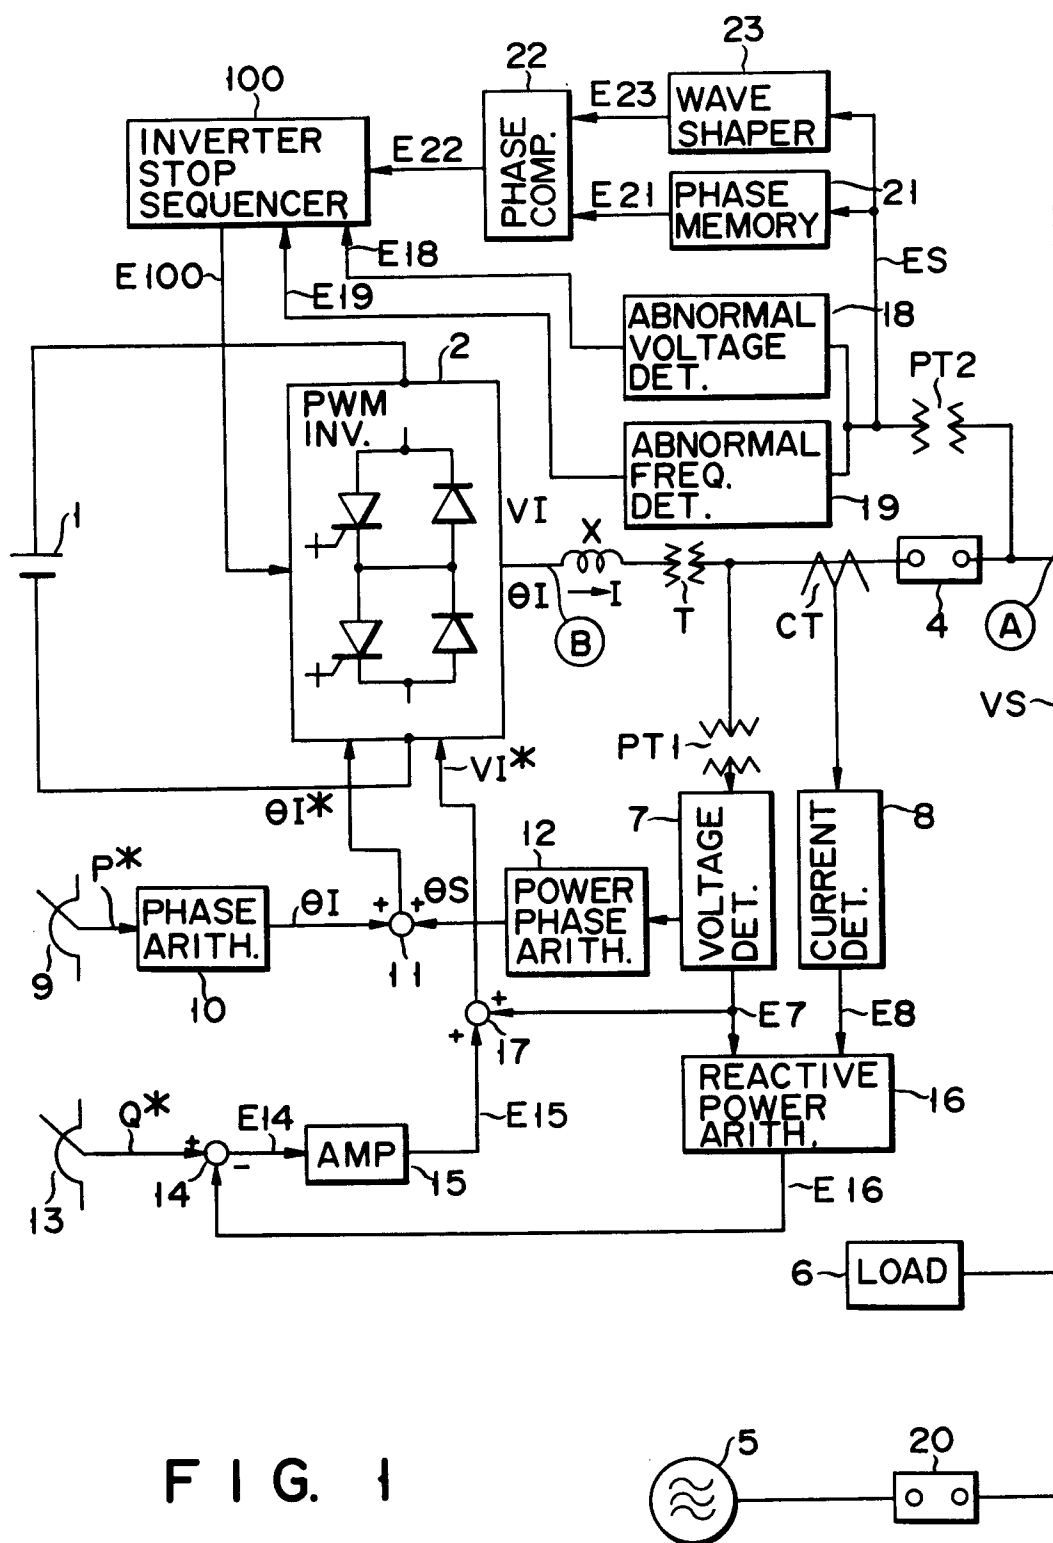 23
22
100
E23
WAVE
SHAPER
INVERTER
STOP
SEQUENCER
E22
PHASE
COMP.
E21
PHASE
MEMORY
21
E18
ES
E100
E19
ABNORMAL
VOLTAGE
DET.
18
2
PT2
PWM
INV.
ABNORMAL
FREQ.
DET.
19
VI
1
X
θI
I
T
CT
4
A
B
VS
PT1
VI*
θI*
7
8
12
P*
θS
POWER
PHASE
ARITH.
VOLTAGE
DET.
CURRENT
DET.
PHASE
ARITH.
θI
+
+
9
10
11
+
+
17
E7
E8
REACTIVE
POWER
ARITH.
16
Q*
E14
E15
+
-
AMP
13
14
15
E16
6
LOAD
5
20
FIG. 1